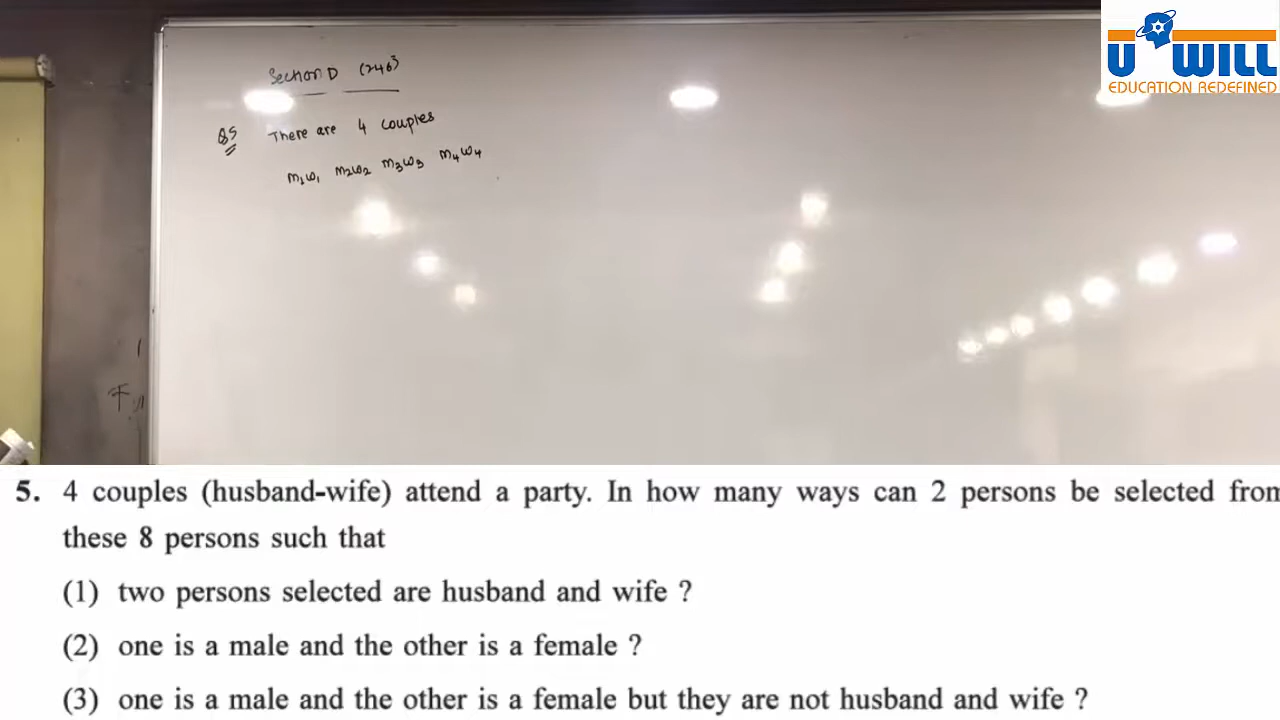 U WILL
EDUCATION REDEFINED
Section D (246)
Q5 There are 4 couples
m₁w₁ m₂w₂ m₃w₃ m₄w₄
5. 4 couples (husband-wife) attend a party. In how many ways can 2 persons be selected from
these 8 persons such that
(1) two persons selected are husband and wife ?
(2) one is a male and the other is a female ?
(3) one is a male and the other is a female but they are not husband and wife ?